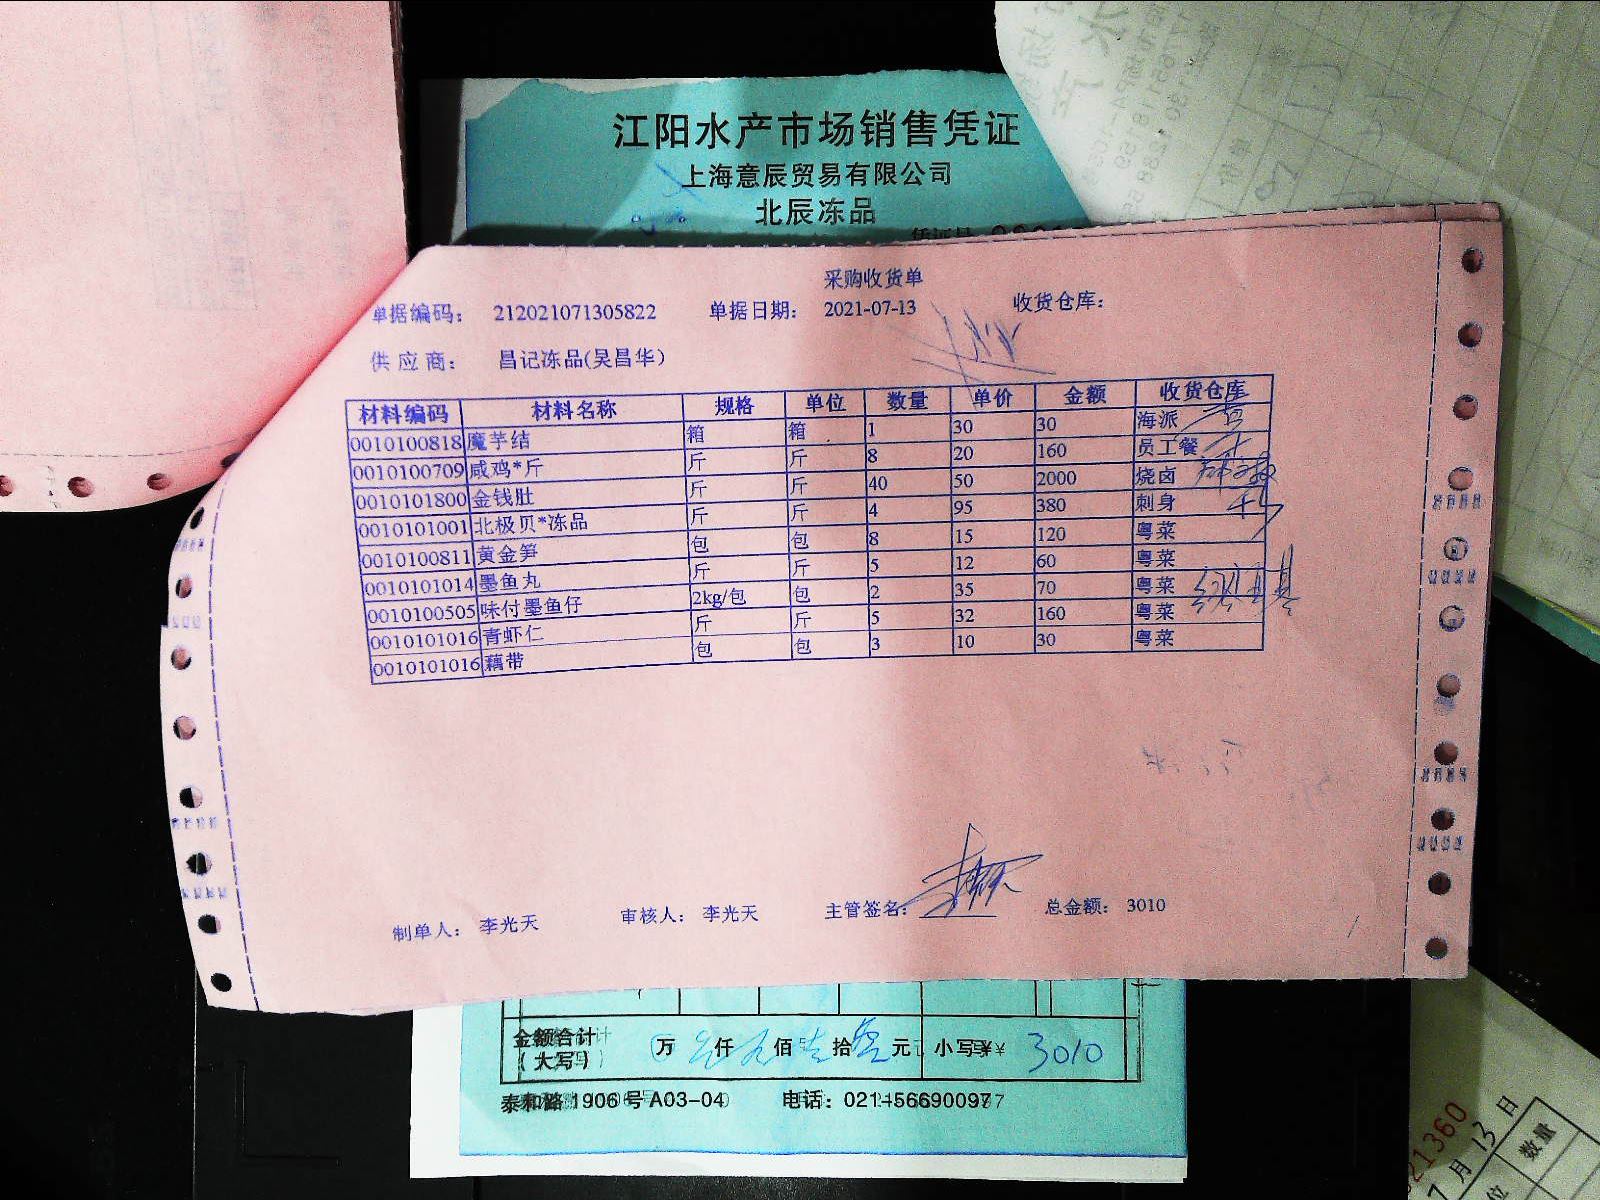 江阳水产市场销售凭证
上海意辰贸易有限公司
北辰冻品
采购收货单
单据编码： 212021071305822 单据日期： 2021-07-13 收货仓库：
供应商： 昌记冻品(吴昌华)
材料编码 材料名称 规格 单位 数量 单价 金额 收货仓库
0010100818 魔芋结 箱 箱 1 30 30 海派
0010100709 咸鸡*斤 斤 斤 8 20 160 员工餐
0010101800 金钱肚 斤 斤 40 50 2000 烧卤
0010101001 北极贝*冻品 斤 斤 4 95 380 刺身
0010100811 黄金笋 包 包 8 15 120 粤菜
0010101014 墨鱼丸 斤 斤 5 12 60 粤菜
0010100505 味付墨鱼仔 2kg/包 包 2 35 70 粤菜
0010101016 青虾仁 斤 斤 5 32 160 粤菜
0010101016 藕带 包 包 3 10 30 粤菜
制单人： 李光天 审核人： 李光天 主管签名： 总金额： 3010
金额合计 万 仟 佰 拾 元 小写￥ 3010
（大写）
泰和路 1906 号 A03-04 电话：021-56690097
21360
7 月 13 日
数量